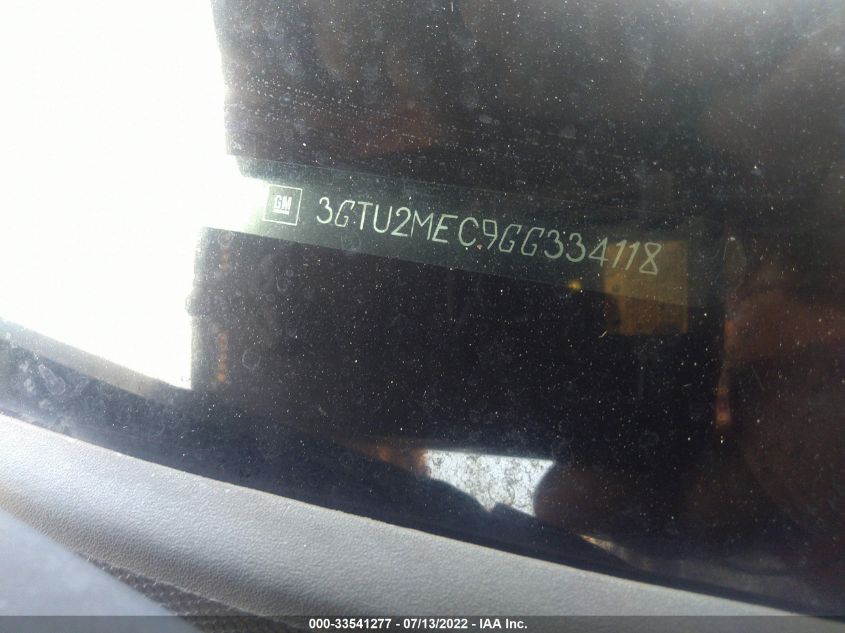 GM 3GTU2MEC9GG334118
000-33541277 - 07/13/2022 - IAA Inc.